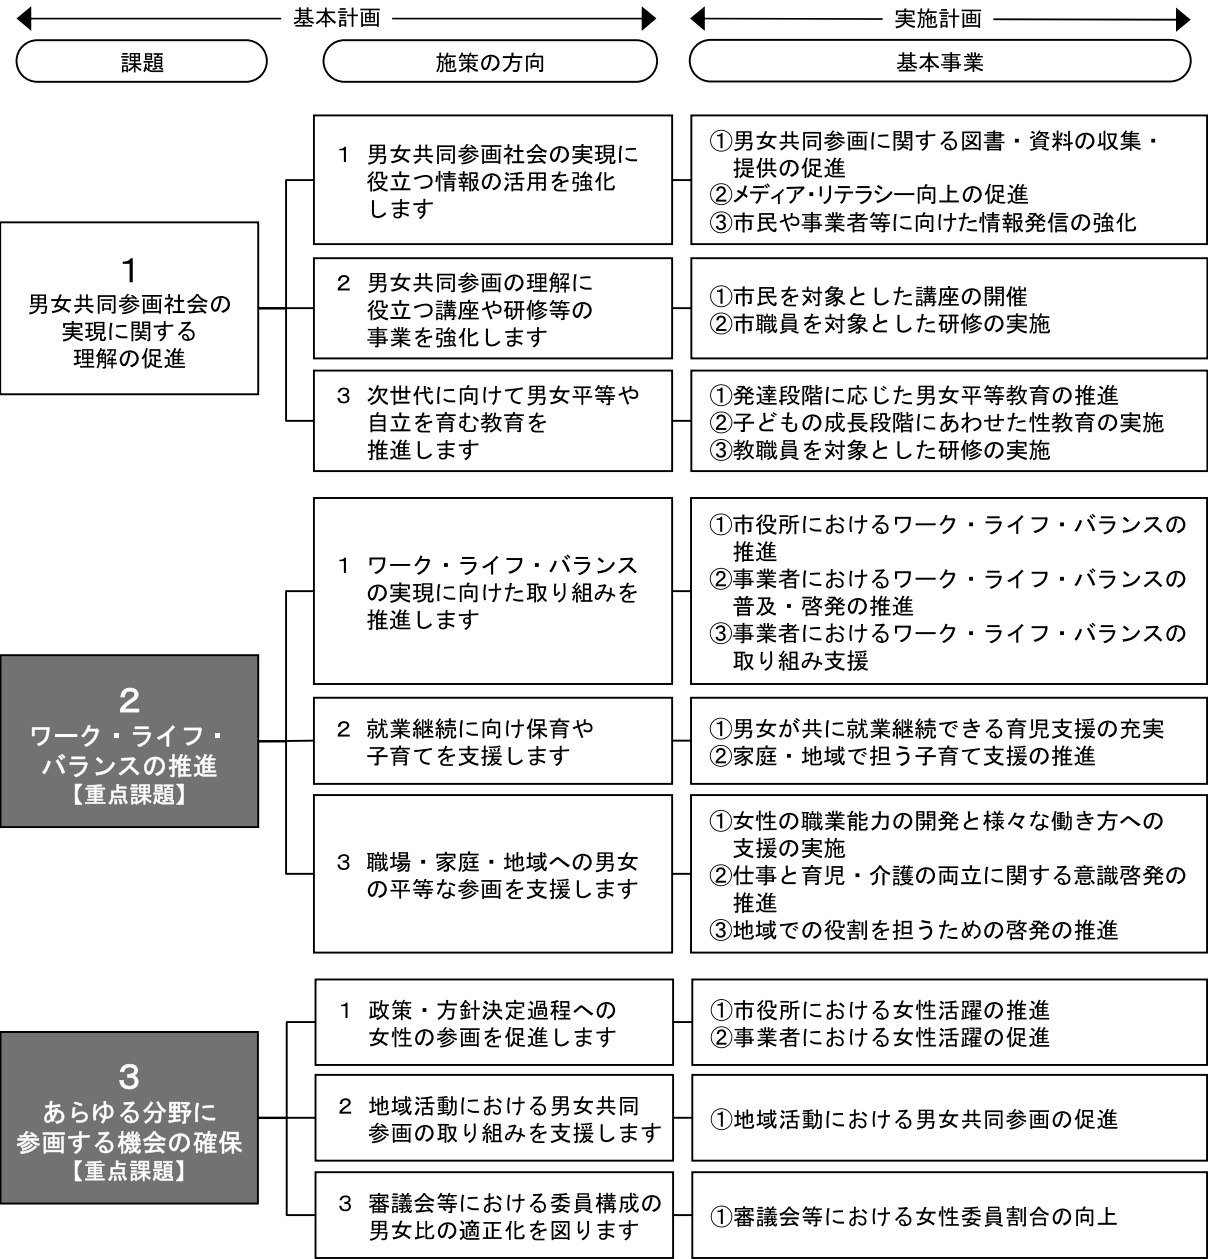 基本計画
実施計画
課題
施策の方向
基本事業
1
男女共同参画社会の
実現に関する
理解の促進
1 男女共同参画社会の実現に
役立つ情報の活用を強化
します
①男女共同参画に関する図書・資料の収集・
提供の促進
②メディア・リテラシー向上の促進
③市民や事業者等に向けた情報発信の強化
2 男女共同参画の理解に
役立つ講座や研修等の
事業を強化します
①市民を対象とした講座の開催
②市職員を対象とした研修の実施
3 次世代に向けて男女平等や
自立を育む教育を
推進します
①発達段階に応じた男女平等教育の推進
②子どもの成長段階にあわせた性教育の実施
③教職員を対象とした研修の実施
2
ワーク・ライフ・
バランスの推進
【重点課題】
1 ワーク・ライフ・バランス
の実現に向けた取り組みを
推進します
①市役所におけるワーク・ライフ・バランスの
推進
②事業者におけるワーク・ライフ・バランスの
普及・啓発の推進
③事業者におけるワーク・ライフ・バランスの
取り組み支援
2 就業継続に向け保育や
子育てを支援します
①男女が共に就業継続できる育児支援の充実
②家庭・地域で担う子育て支援の推進
3 職場・家庭・地域への男女
の平等な参画を支援します
①女性の職業能力の開発と様々な働き方への
支援の実施
②仕事と育児・介護の両立に関する意識啓発の
推進
③地域での役割を担うための啓発の推進
3
あらゆる分野に
参画する機会の確保
【重点課題】
1 政策・方針決定過程への
女性の参画を促進します
①市役所における女性活躍の推進
②事業者における女性活躍の促進
2 地域活動における男女共同
参画の取り組みを支援します
①地域活動における男女共同参画の促進
3 審議会等における委員構成の
男女比の適正化を図ります
①審議会等における女性委員割合の向上